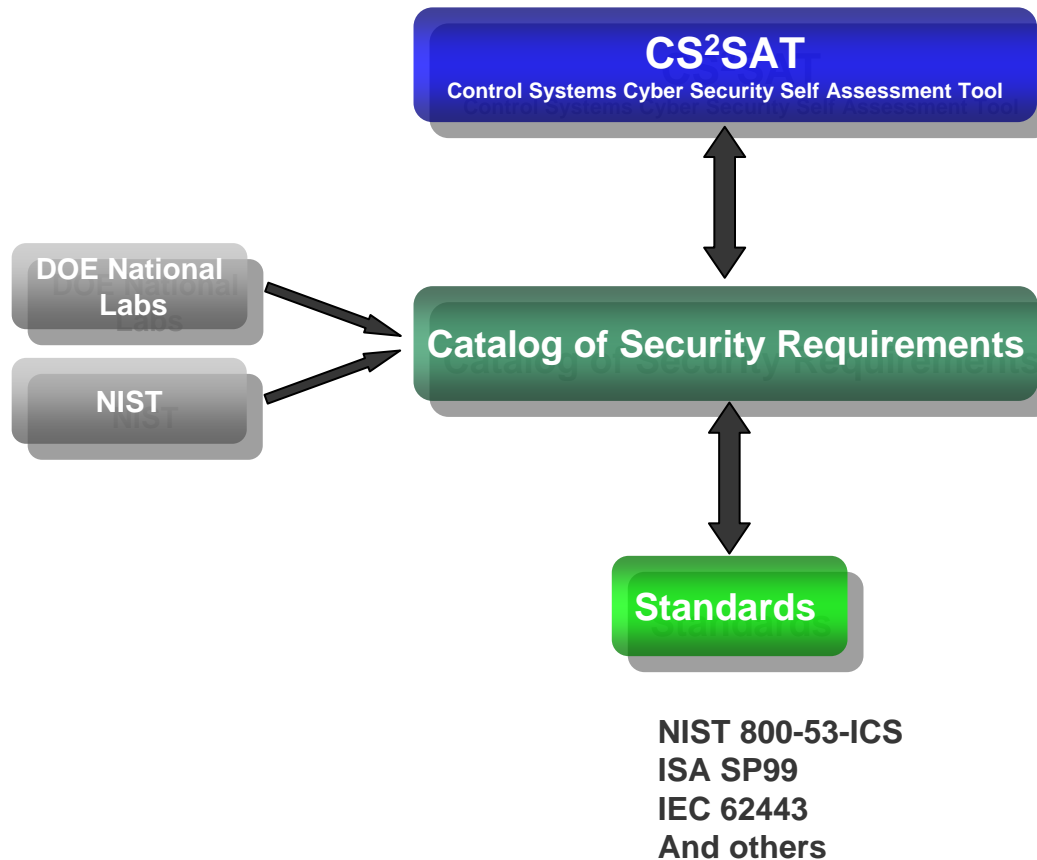 CS²SAT
Control Systems Cyber Security Self Assessment Tool
DOE National
Labs
NIST
Catalog of Security Requirements
Standards
NIST 800-53-ICS
ISA SP99
IEC 62443
And others